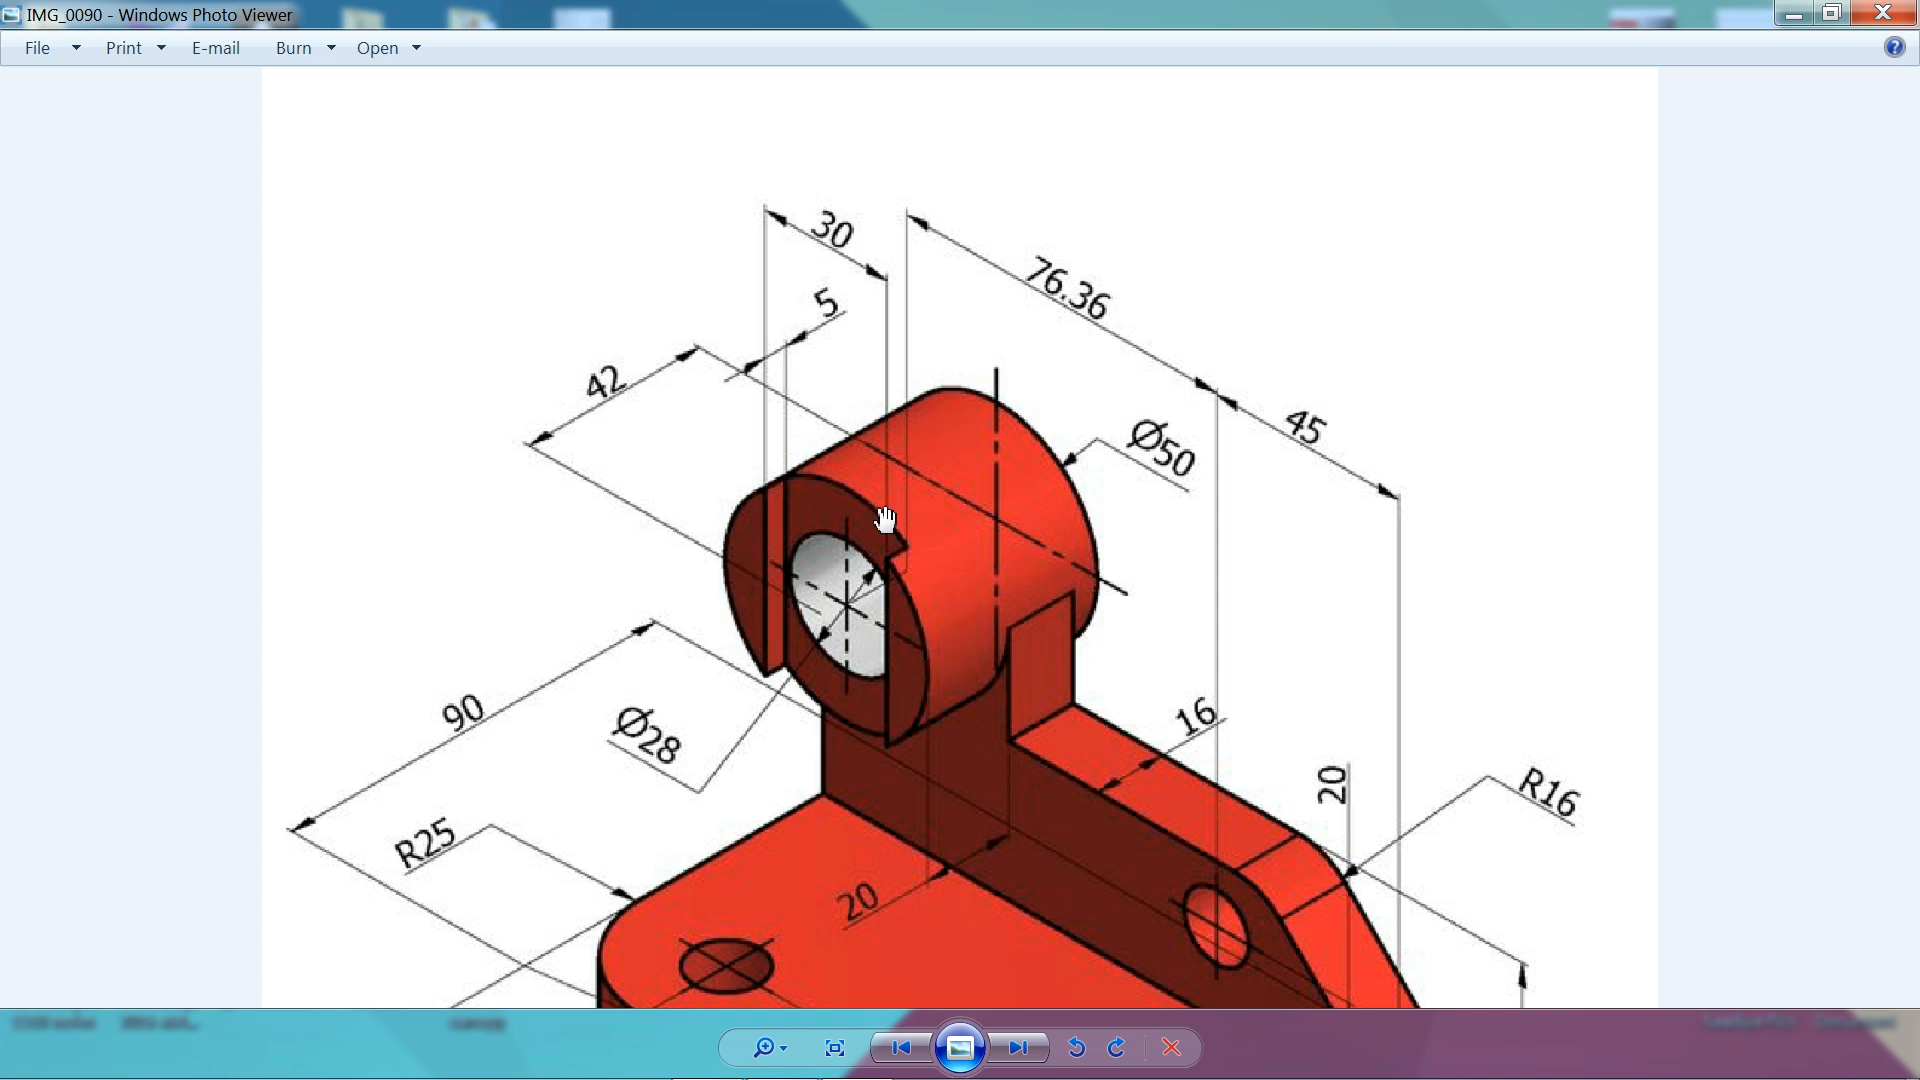 IMG_0090 - Windows Photo Viewer
File Print E-mail Burn Open
30
76.36
5
42
45
Ø50
90
Ø28
16
20
R16
R25
20